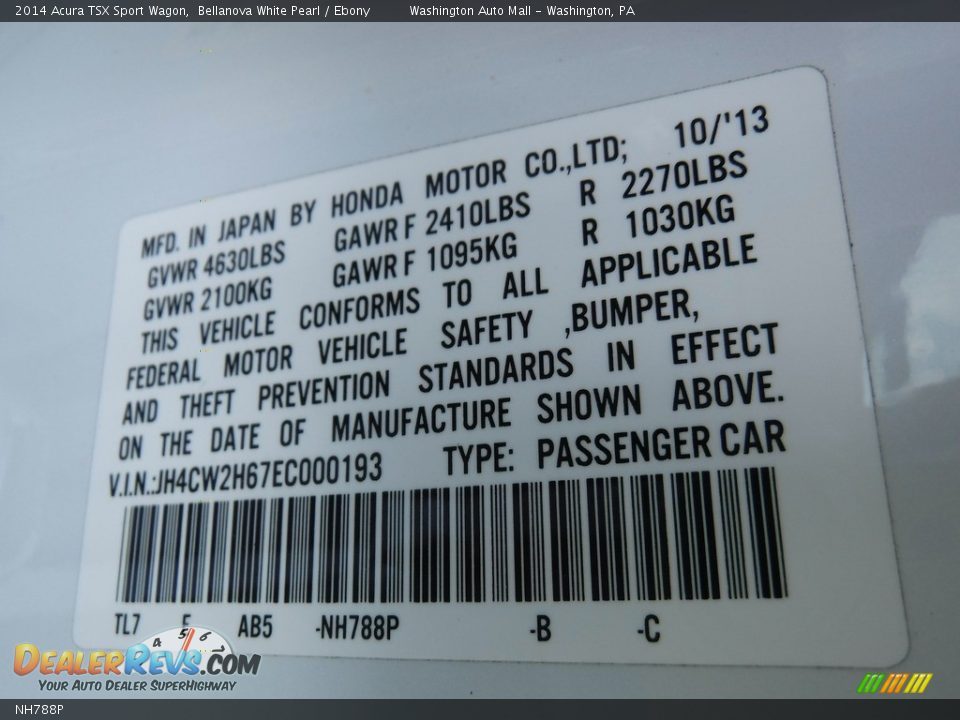 2014 Acura TSX Sport Wagon, Bellanova White Pearl / Ebony Washington Auto Mall - Washington, PA
MFD. IN JAPAN BY HONDA MOTOR CO.,LTD; 10/'13
GVWR 4630LBS GAWR F 2410LBS R 2270LBS
GVWR 2100KG GAWR F 1095KG R 1030KG
THIS VEHICLE CONFORMS TO ALL APPLICABLE
FEDERAL MOTOR VEHICLE SAFETY ,BUMPER,
AND THEFT PREVENTION STANDARDS IN EFFECT
ON THE DATE OF MANUFACTURE SHOWN ABOVE.
V.I.N.:JH4CW2H67EC000193 TYPE: PASSENGER CAR
TL7 AB5 -NH788P -B -C
4 5 6
DEALERREVS.COM
YOUR AUTO DEALER SUPERHIGHWAY
NH788P